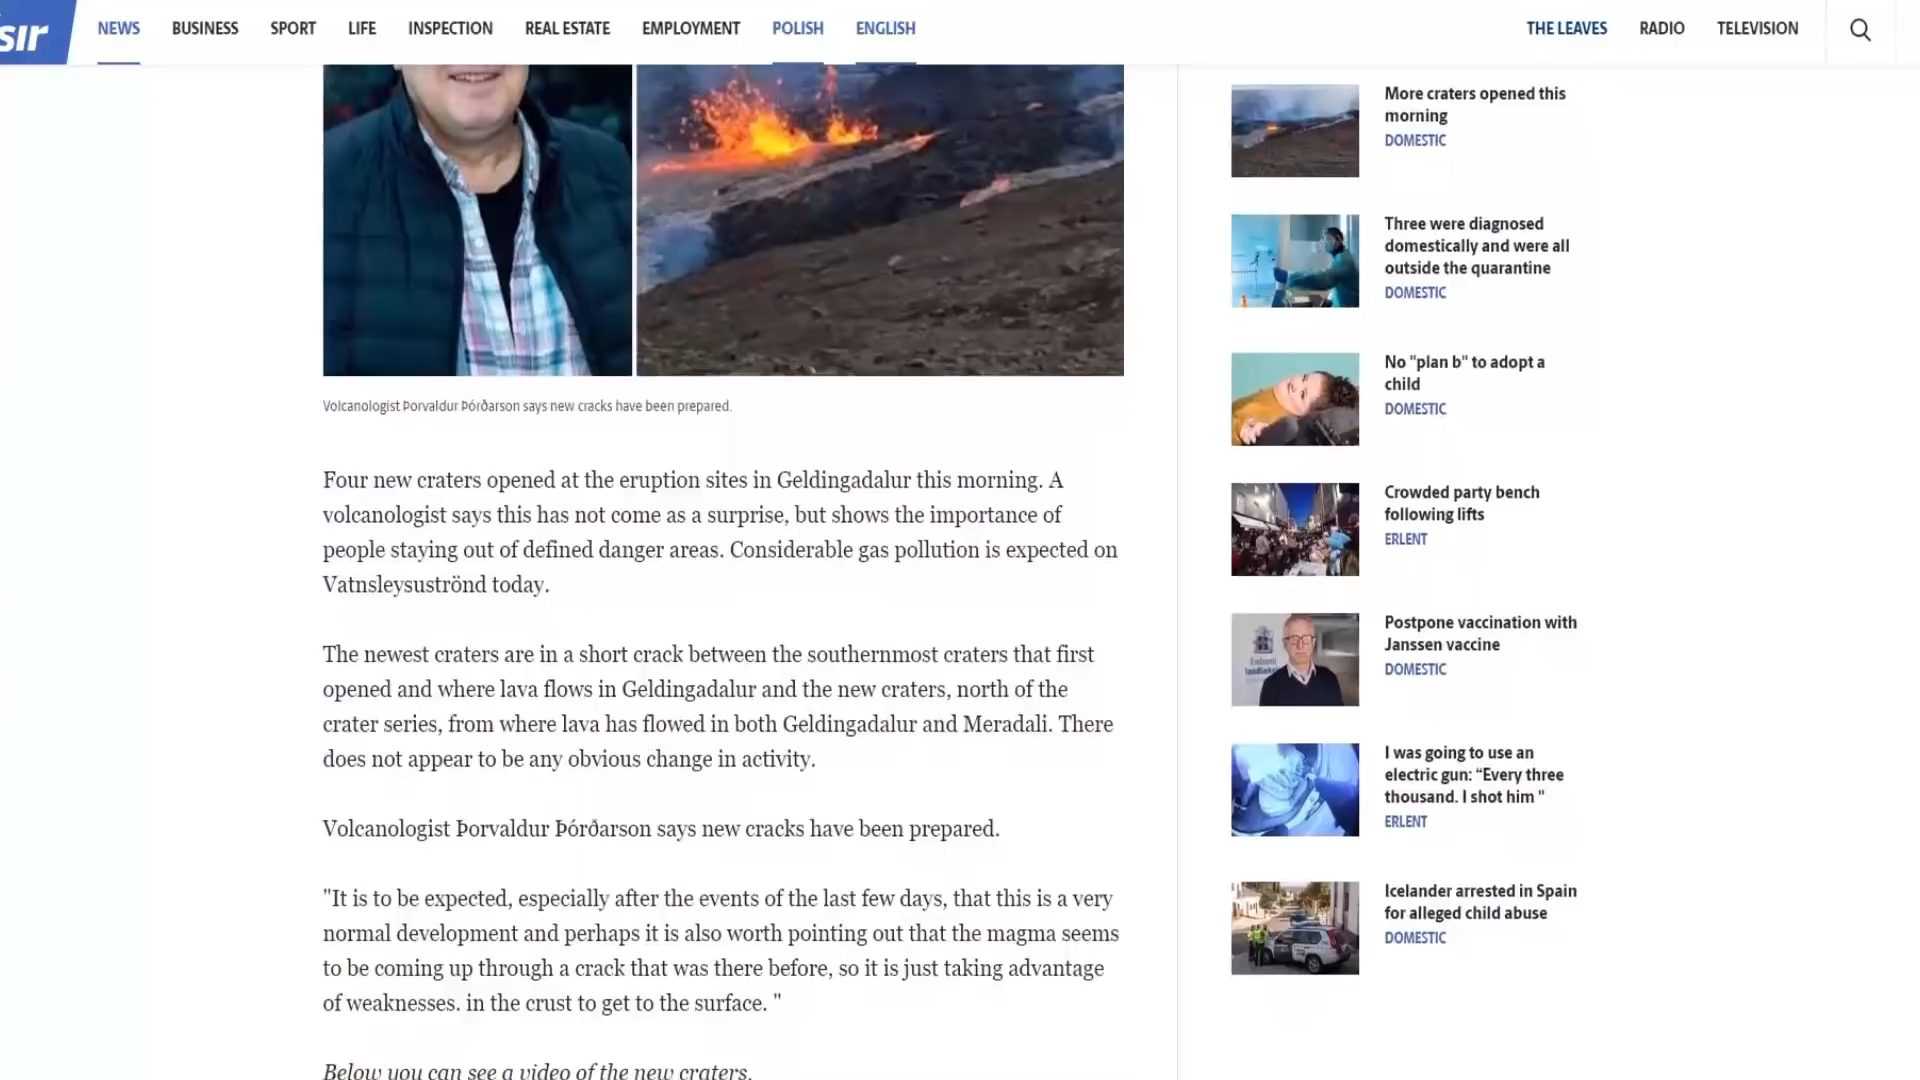 sir
NEWS
BUSINESS
SPORT
LIFE
INSPECTION
REAL ESTATE
EMPLOYMENT
POLISH
ENGLISH
THE LEAVES
RADIO
TELEVISION
Volcanologist Þorvaldur Þórðarson says new cracks have been prepared.
Four new craters opened at the eruption sites in Geldingadalur this morning. A
volcanologist says this has not come as a surprise, but shows the importance of
people staying out of defined danger areas. Considerable gas pollution is expected on
Vatnsleysuströnd today.
The newest craters are in a short crack between the southernmost craters that first
opened and where lava flows in Geldingadalur and the new craters, north of the
crater series, from where lava has flowed in both Geldingadalur and Meradali. There
does not appear to be any obvious change in activity.
Volcanologist Þorvaldur Þórðarson says new cracks have been prepared.
"It is to be expected, especially after the events of the last few days, that this is a very
normal development and perhaps it is also worth pointing out that the magma seems
to be coming up through a crack that was there before, so it is just taking advantage
of weaknesses. in the crust to get to the surface. "
Below you can see a video of the new craters.
More craters opened this
morning
DOMESTIC
Three were diagnosed
domestically and were all
outside the quarantine
DOMESTIC
No "plan b" to adopt a
child
DOMESTIC
Crowded party bench
following lifts
ERLENT
Postpone vaccination with
Janssen vaccine
DOMESTIC
I was going to use an
electric gun: “Every three
thousand. I shot him "
ERLENT
Icelander arrested in Spain
for alleged child abuse
DOMESTIC